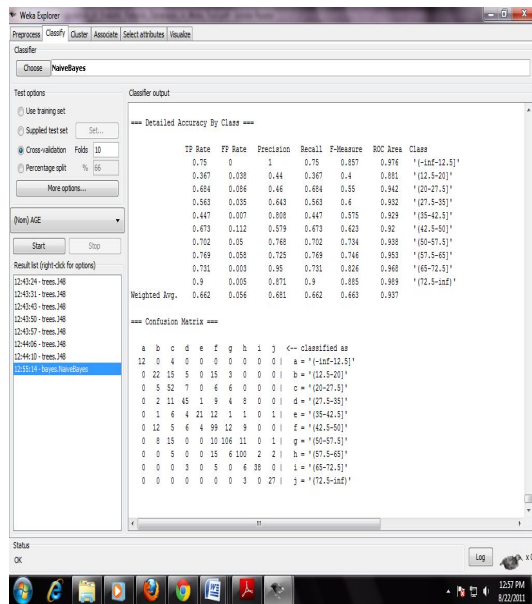 Weka Explorer
Preprocess Classify Cluster Associate Select attributes Visualize
Classifier
Choose NaiveBayes
Test options
Use training set
Supplied test set Set...
Cross-validation Folds 10
Percentage split % 66
More options...
(Nom) AGE
Start Stop
Result list (right-click for options)
12:43:24 - trees.J48
12:43:31 - trees.J48
12:43:43 - trees.J48
12:43:50 - trees.J48
12:43:57 - trees.J48
12:44:06 - trees.J48
12:44:10 - trees.J48
12:55:14 - bayes.NaiveBayes
Classifier output
=== Detailed Accuracy By Class ===
TP Rate FP Rate Precision Recall F-Measure ROC Area Class
0.75 0 1 0.75 0.857 0.976 '(-inf-12.5]'
0.367 0.038 0.44 0.367 0.4 0.881 '(12.5-20]'
0.684 0.086 0.46 0.684 0.55 0.942 '(20-27.5]'
0.563 0.035 0.643 0.563 0.6 0.932 '(27.5-35]'
0.447 0.007 0.808 0.447 0.575 0.929 '(35-42.5]'
0.673 0.112 0.579 0.673 0.623 0.92 '(42.5-50]'
0.702 0.05 0.768 0.702 0.734 0.938 '(50-57.5]'
0.769 0.058 0.725 0.769 0.746 0.953 '(57.5-65]'
0.731 0.003 0.95 0.731 0.826 0.968 '(65-72.5]'
0.9 0.005 0.871 0.9 0.885 0.989 '(72.5-inf)'
Weighted Avg. 0.662 0.056 0.681 0.662 0.663 0.937
=== Confusion Matrix ===
a b c d e f g h i j <-- classified as
12 0 4 0 0 0 0 0 0 0 | a = '(-inf-12.5]'
0 22 15 5 0 15 3 0 0 0 | b = '(12.5-20]'
0 5 52 7 0 6 6 0 0 0 | c = '(20-27.5]'
0 2 11 45 1 9 4 8 0 0 | d = '(27.5-35]'
0 1 6 4 21 12 1 1 0 1 | e = '(35-42.5]'
0 12 5 6 4 99 12 9 0 0 | f = '(42.5-50]'
0 8 15 0 0 10 106 11 0 1 | g = '(50-57.5]'
0 0 5 0 0 15 6 100 2 2 | h = '(57.5-65]'
0 0 0 3 0 5 0 6 38 0 | i = '(65-72.5]'
0 0 0 0 0 0 0 3 0 27 | j = '(72.5-inf)'
Status
OK
Log x 0
12:57 PM
8/22/2011